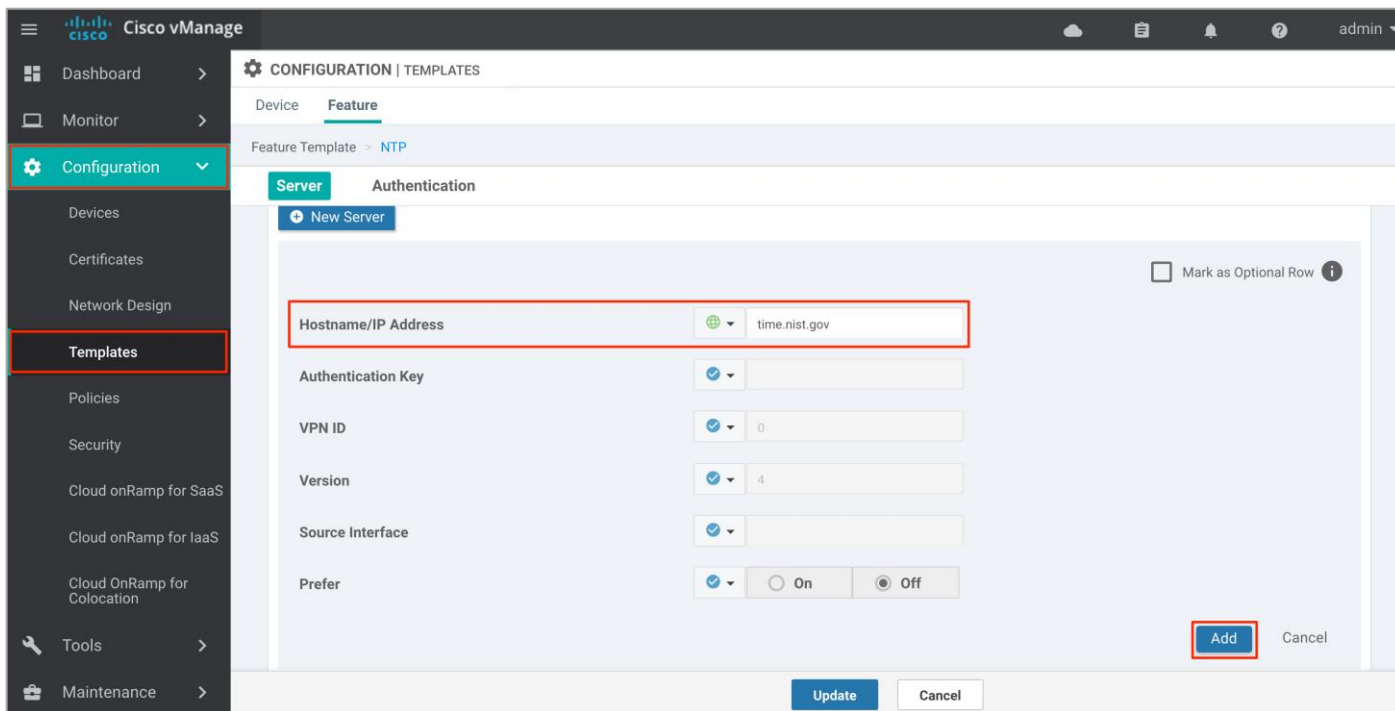 cisco Cisco vManage
admin
Dashboard
Monitor
Configuration
Devices
Certificates
Network Design
Templates
Policies
Security
Cloud onRamp for SaaS
Cloud onRamp for IaaS
Cloud OnRamp for
Colocation
Tools
Maintenance
CONFIGURATION | TEMPLATES
Device Feature
Feature Template > NTP
Server Authentication
New Server
Mark as Optional Row
Hostname/IP Address time.nist.gov
Authentication Key
VPN ID 0
Version 4
Source Interface
Prefer On Off
Add Cancel
Update Cancel